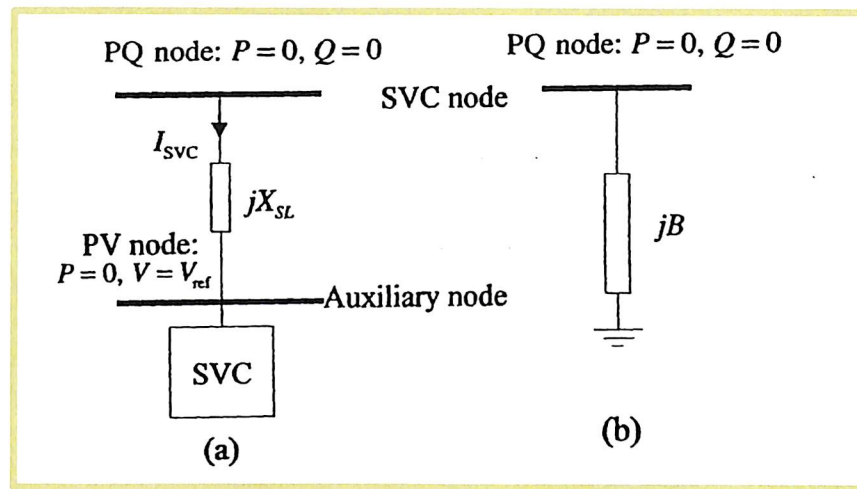 PQ node: P = 0, Q = 0
I_SVC
jX_SL
PV node:
P = 0, V = V_ref
Auxiliary node
SVC
(a)
PQ node: P = 0, Q = 0
SVC node
jB
(b)